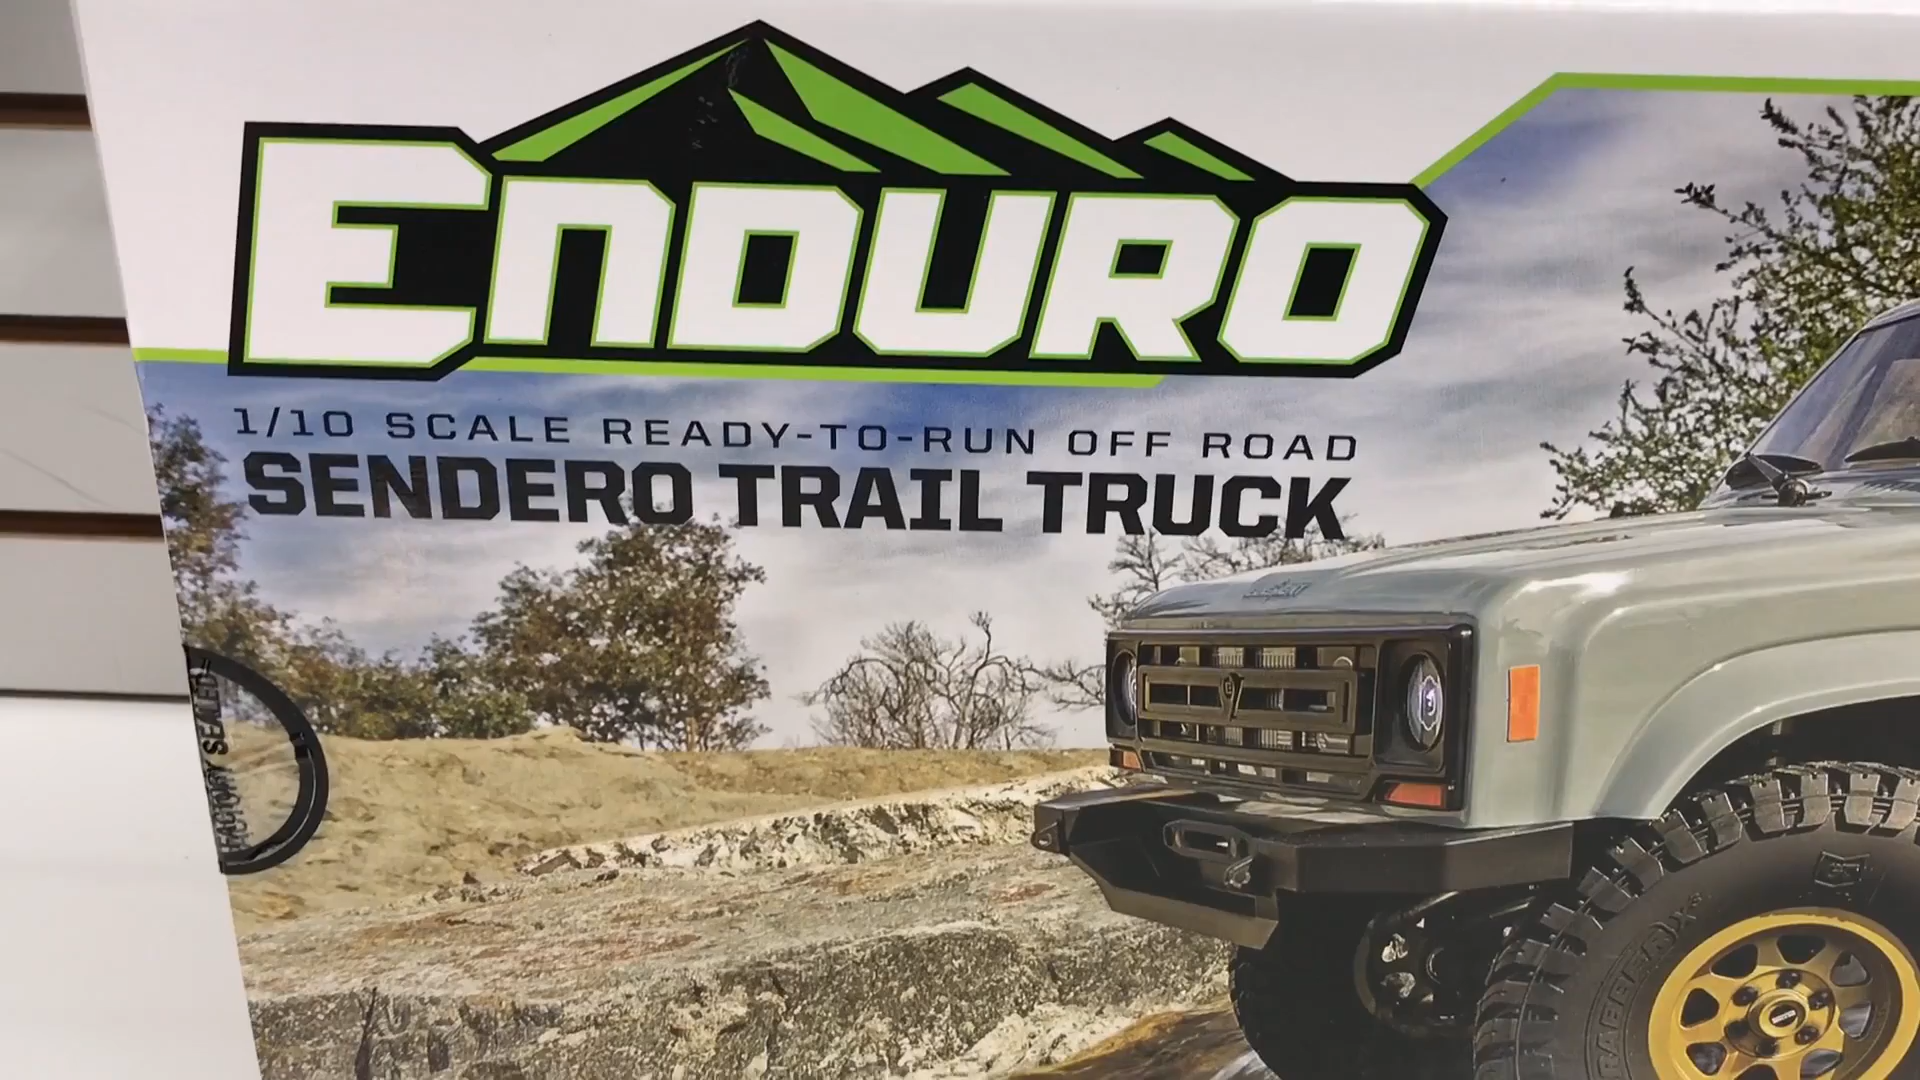 ENDURO
1/10 SCALE READY-TO-RUN OFF ROAD
SENDERO TRAIL TRUCK
FACTORY SEALED